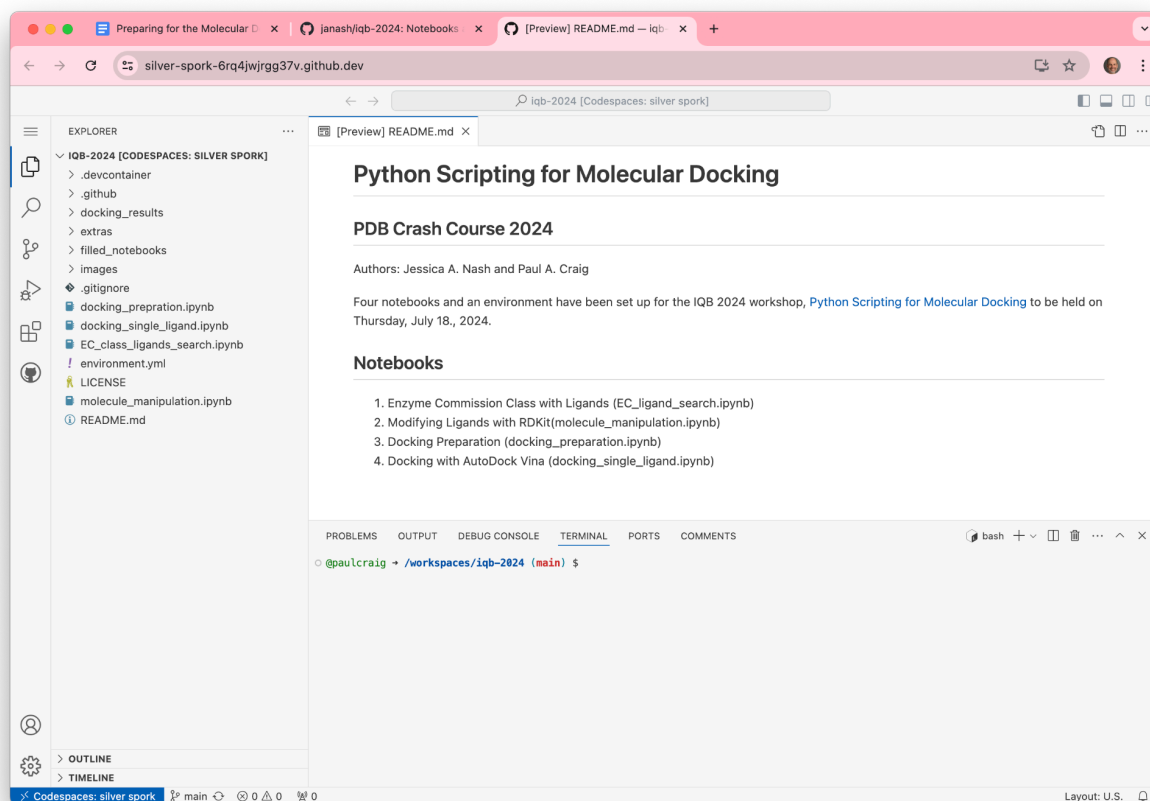 Preparing for the Molecular D
janash/iqb-2024: Notebooks
[Preview] README.md — iqb-
silver-spork-6rq4jwjrgg37v.github.dev
iqb-2024 [Codespaces: silver spork]
EXPLORER
IQB-2024 [CODESPACES: SILVER SPORK]
.devcontainer
.github
docking_results
extras
filled_notebooks
images
.gitignore
docking_prepration.ipynb
docking_single_ligand.ipynb
EC_class_ligands_search.ipynb
! environment.yml
LICENSE
molecule_manipulation.ipynb
README.md
OUTLINE
TIMELINE
[Preview] README.md
Python Scripting for Molecular Docking
PDB Crash Course 2024
Authors: Jessica A. Nash and Paul A. Craig
Four notebooks and an environment have been set up for the IQB 2024 workshop, Python Scripting for Molecular Docking to be held on
Thursday, July 18., 2024.
Notebooks
1. Enzyme Commission Class with Ligands (EC_ligand_search.ipynb)
2. Modifying Ligands with RDKit(molecule_manipulation.ipynb)
3. Docking Preparation (docking_preparation.ipynb)
4. Docking with AutoDock Vina (docking_single_ligand.ipynb)
PROBLEMS OUTPUT DEBUG CONSOLE TERMINAL PORTS COMMENTS
bash
@paulcraig → /workspaces/iqb-2024 (main) $
Codespaces: silver spork main 0 0 0 Layout: U.S.